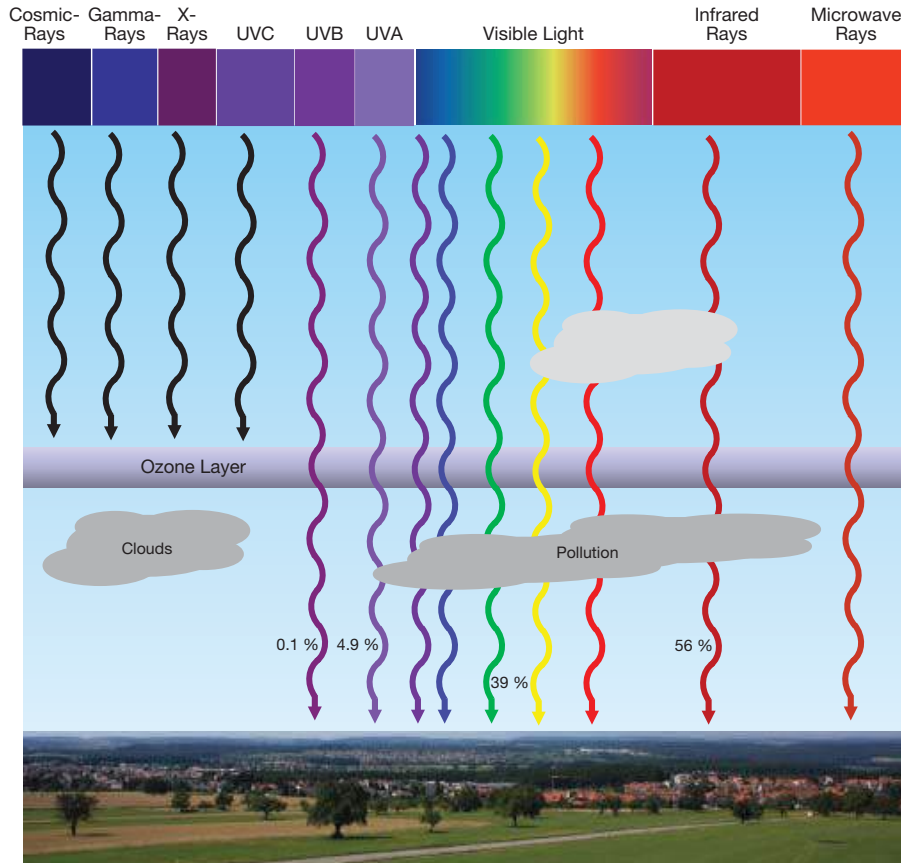 Cosmic-
Rays
Gamma-
Rays
X-
Rays
UVC
UVB
UVA
Visible Light
Infrared
Rays
Microwave
Rays
Ozone Layer
Clouds
Pollution
0.1 %
4.9 %
56 %
39 %